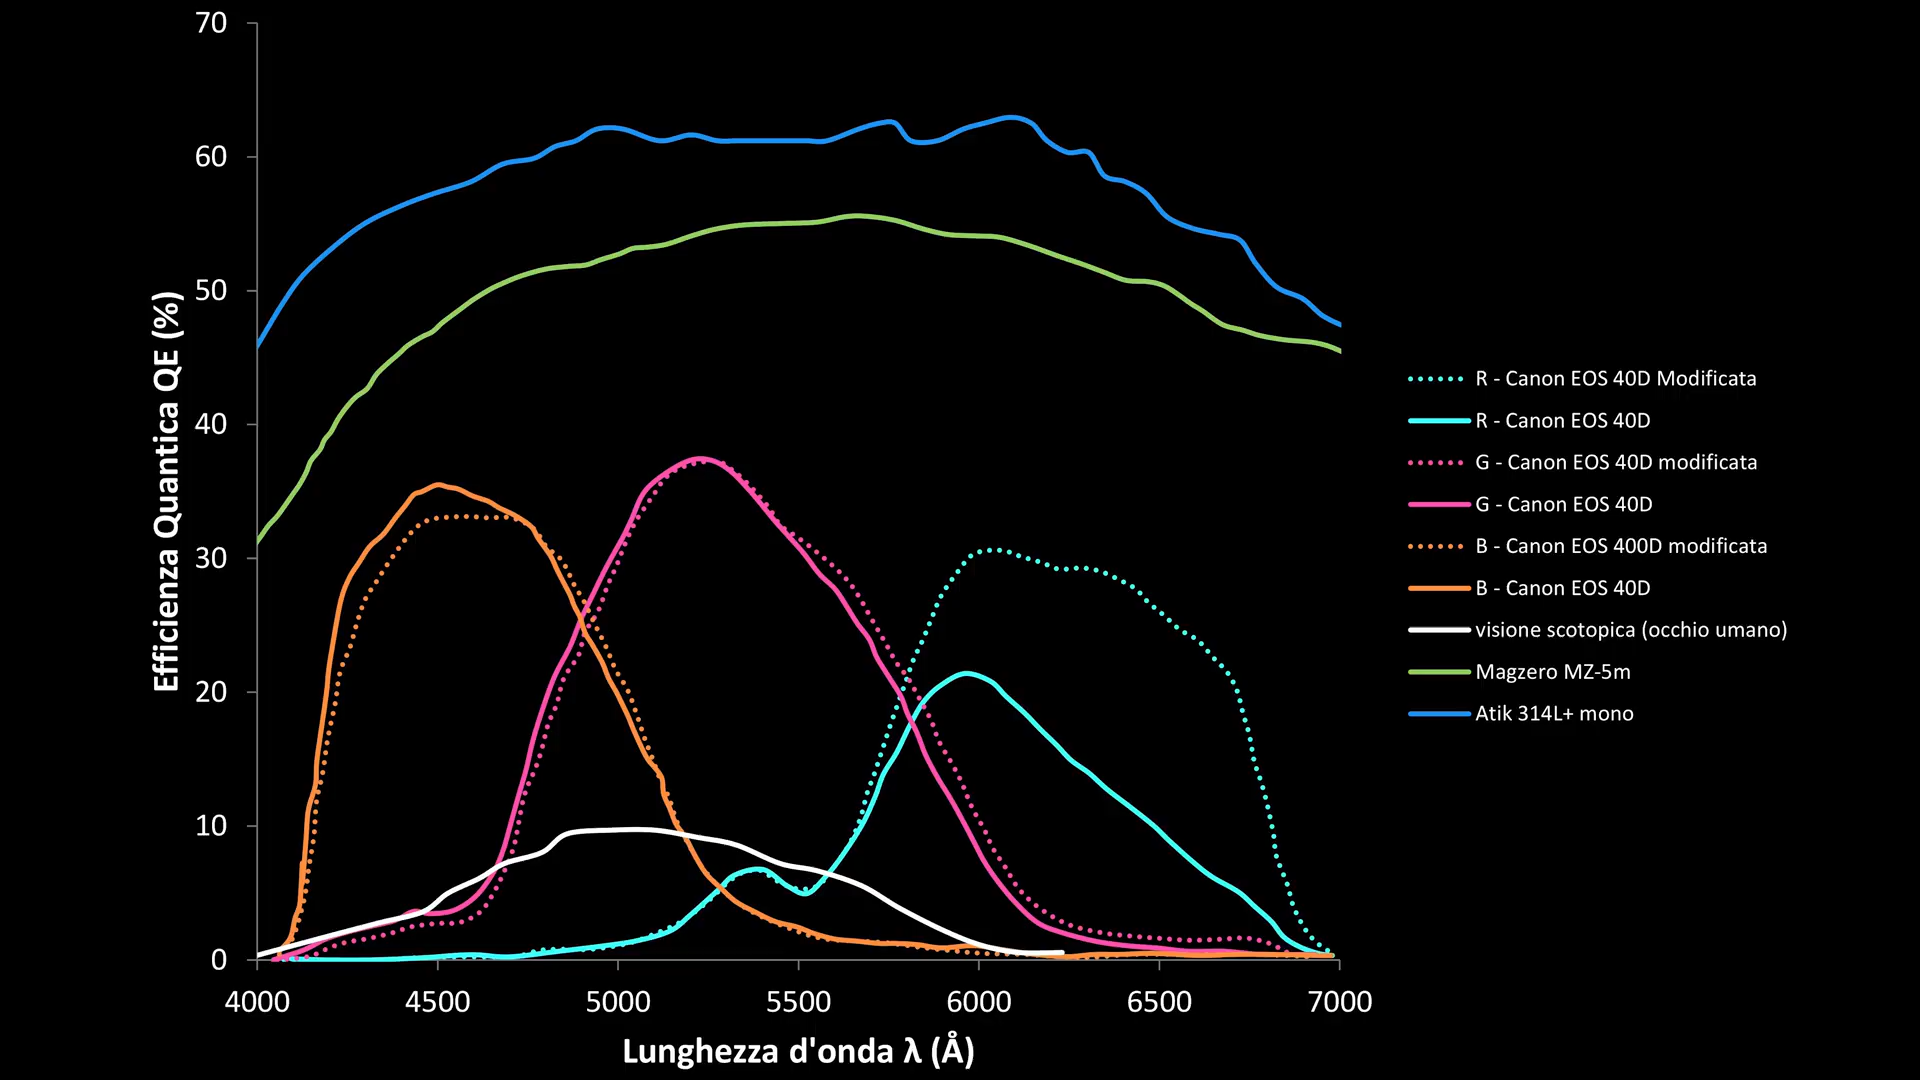 70
60
50
40
30
20
10
0
Efficienza Quantica QE (%)
4000 4500 5000 5500 6000 6500 7000
Lunghezza d'onda λ (Å)
R - Canon EOS 40D Modificata
R - Canon EOS 40D
G - Canon EOS 40D modificata
G - Canon EOS 40D
B - Canon EOS 400D modificata
B - Canon EOS 40D
visione scotopica (occhio umano)
Magzero MZ-5m
Atik 314L+ mono